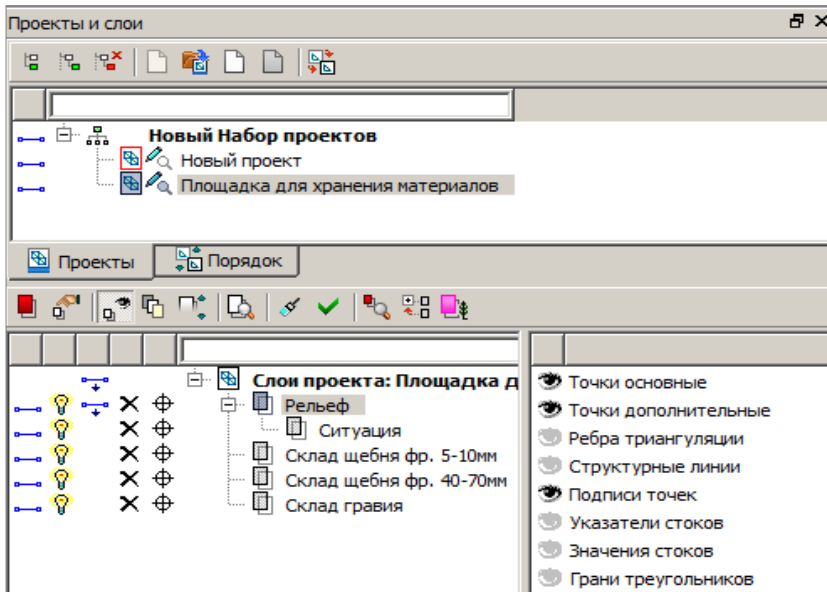 Проекты и слои
Новый Набор проектов
Новый проект
Площадка для хранения материалов
Проекты
Порядок
Слои проекта: Площадка д
Рельеф
Ситуация
Склад щебня фр. 5-10мм
Склад щебня фр. 40-70мм
Склад гравия
Точки основные
Точки дополнительные
Ребра триангуляции
Структурные линии
Подписи точек
Указатели стоков
Значения стоков
Грани треугольников